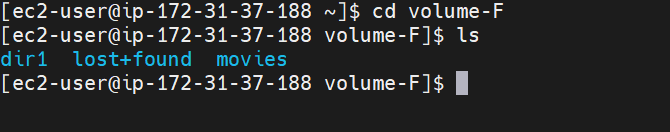 [ec2-user@ip-172-31-37-188 ~]$ cd volume-F
[ec2-user@ip-172-31-37-188 volume-F]$ ls
dir1  lost+found  movies
[ec2-user@ip-172-31-37-188 volume-F]$